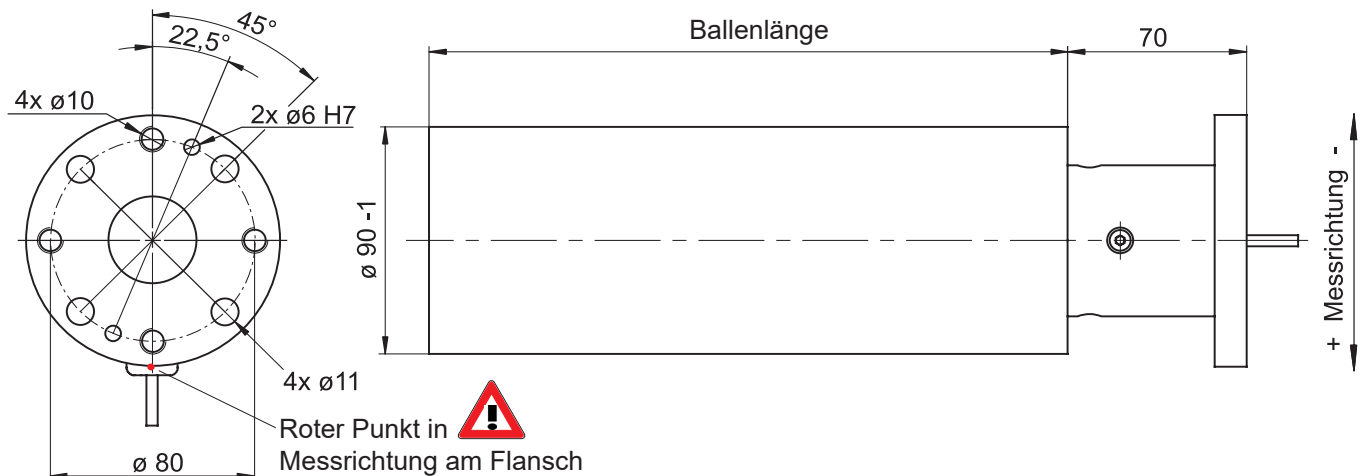 45°
22,5°
4x ø10
2x ø6 H7
4x ø11
Roter Punkt in
Messrichtung am Flansch
ø 80
Ballenlänge
70
ø 90 -1
+ Messrichtung -